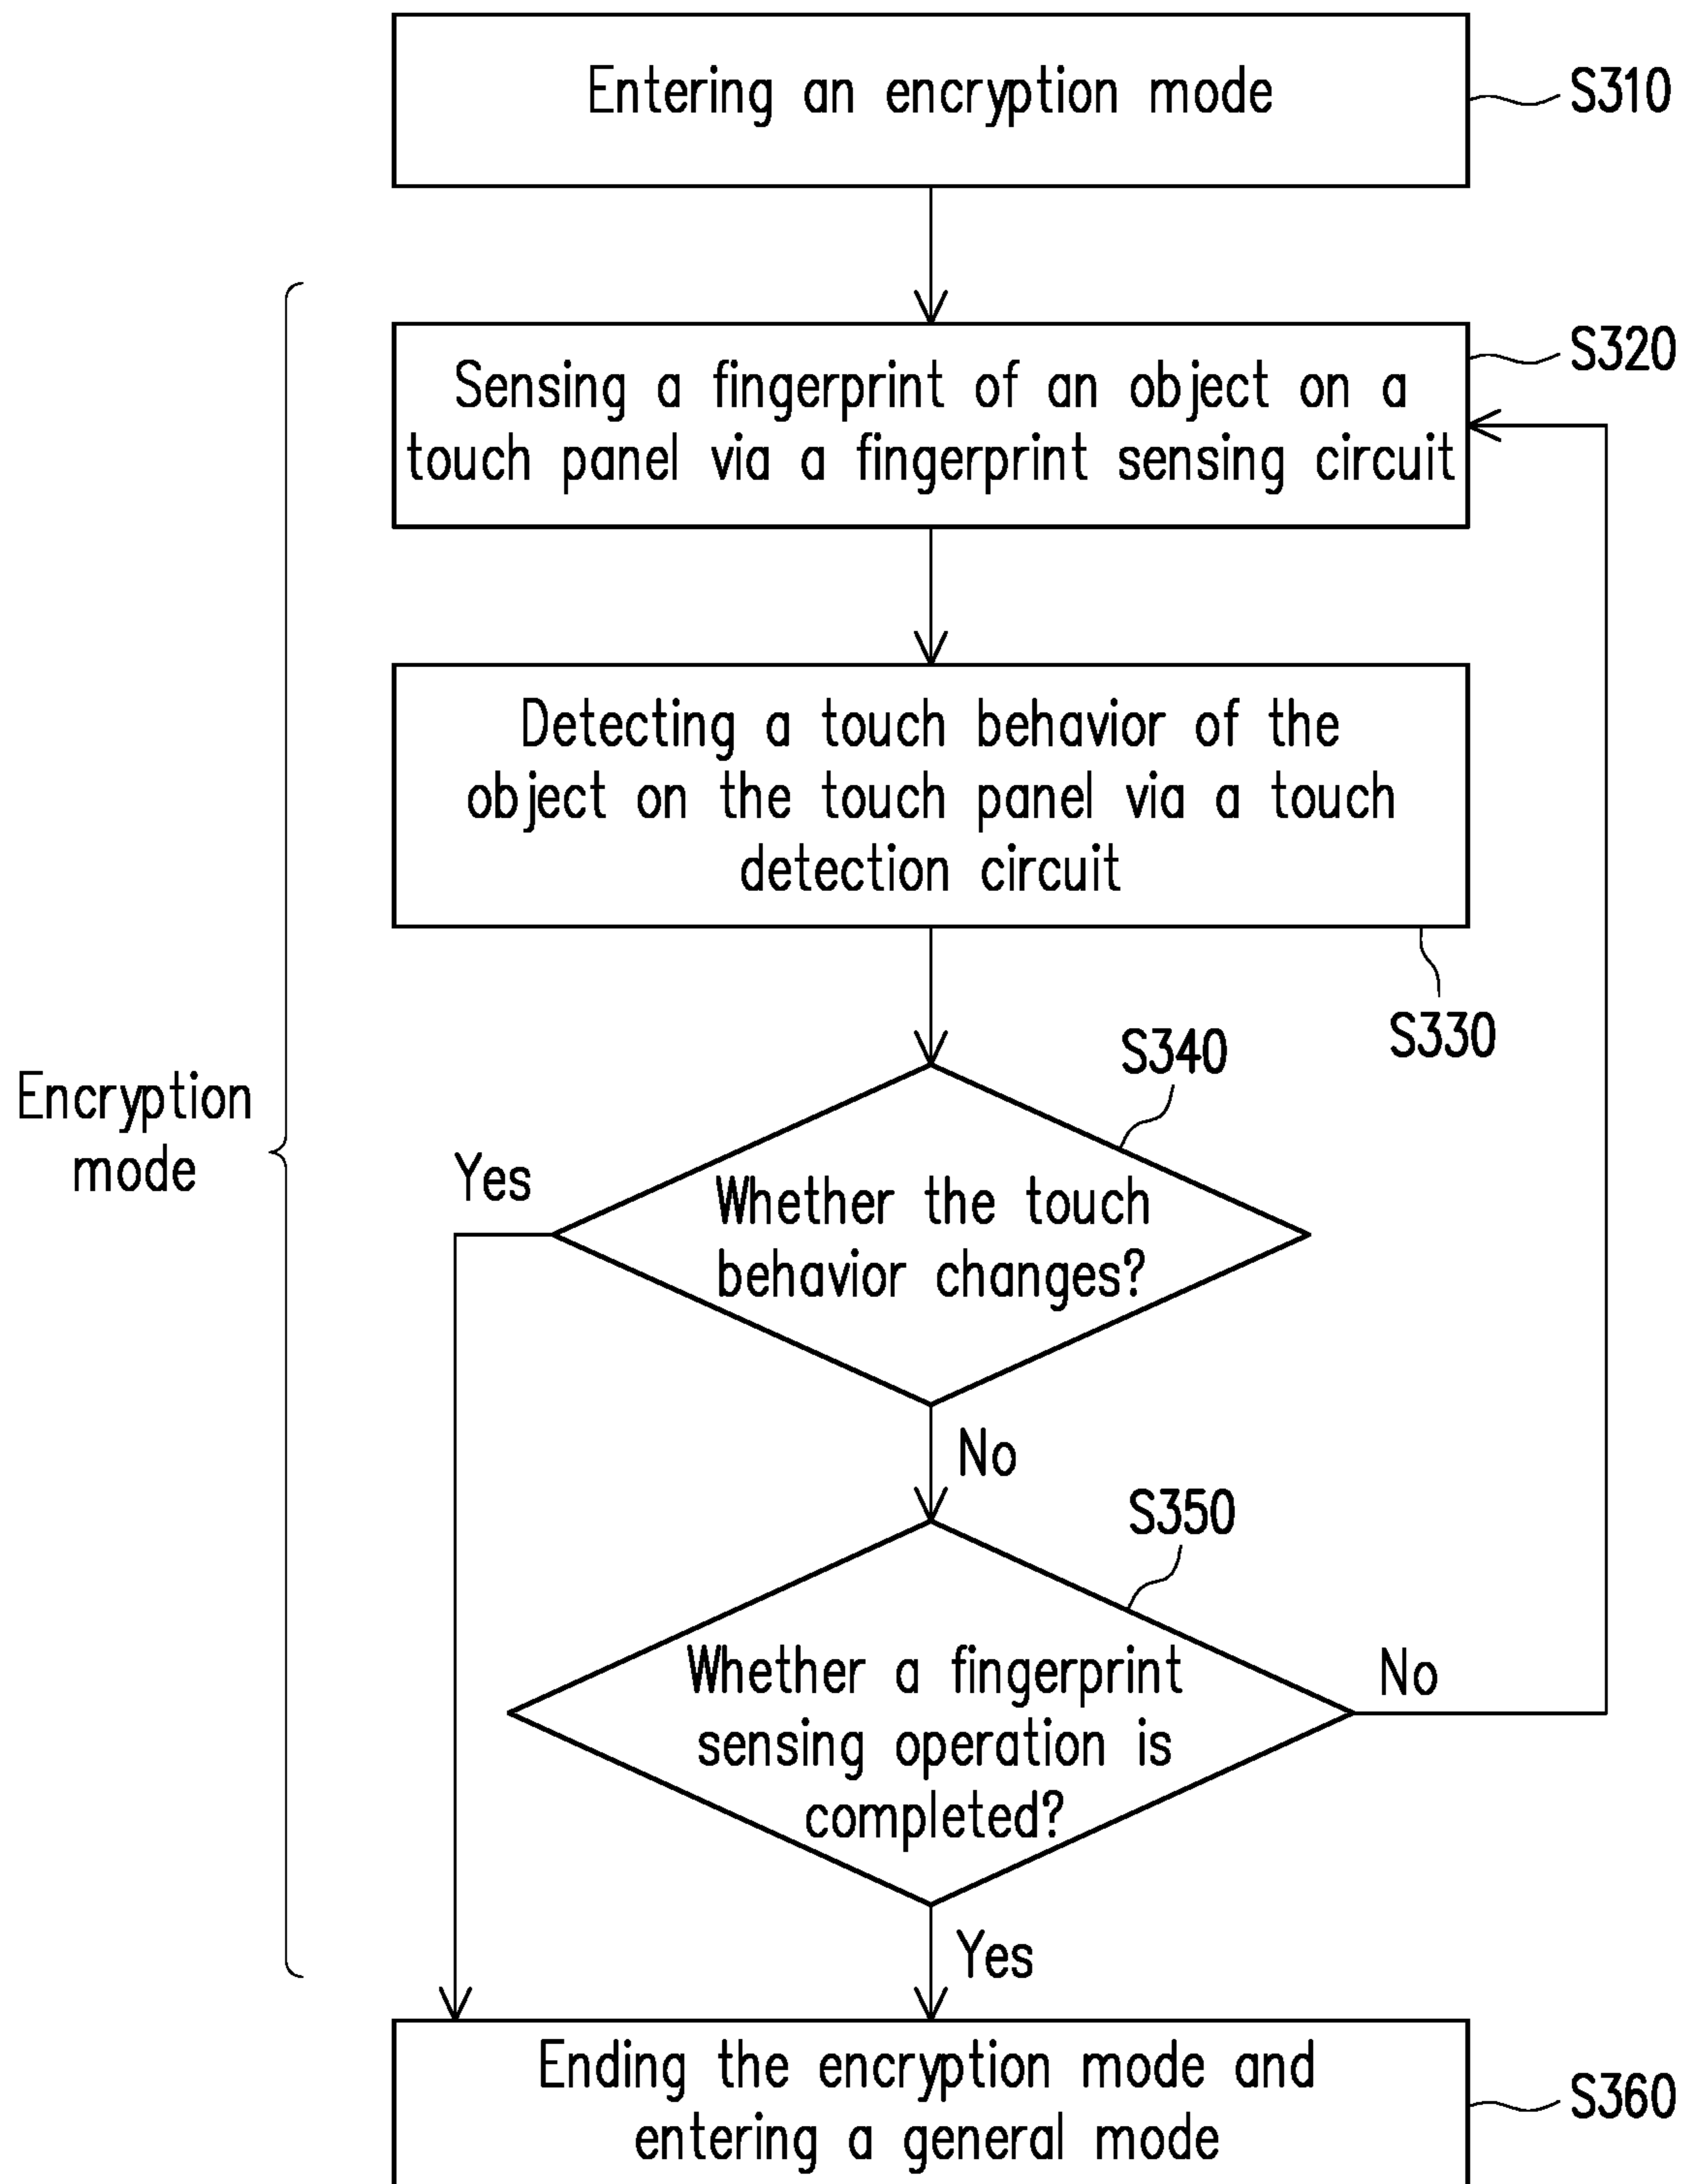 Entering an encryption mode
S310
Sensing a fingerprint of an object on a
touch panel via a fingerprint sensing circuit
S320
Detecting a touch behavior of the
object on the touch panel via a touch
detection circuit
S330
Encryption
mode
S340
Whether the touch
behavior changes?
Yes
No
S350
Whether a fingerprint
sensing operation is
completed?
No
Yes
Ending the encryption mode and
entering a general mode
S360